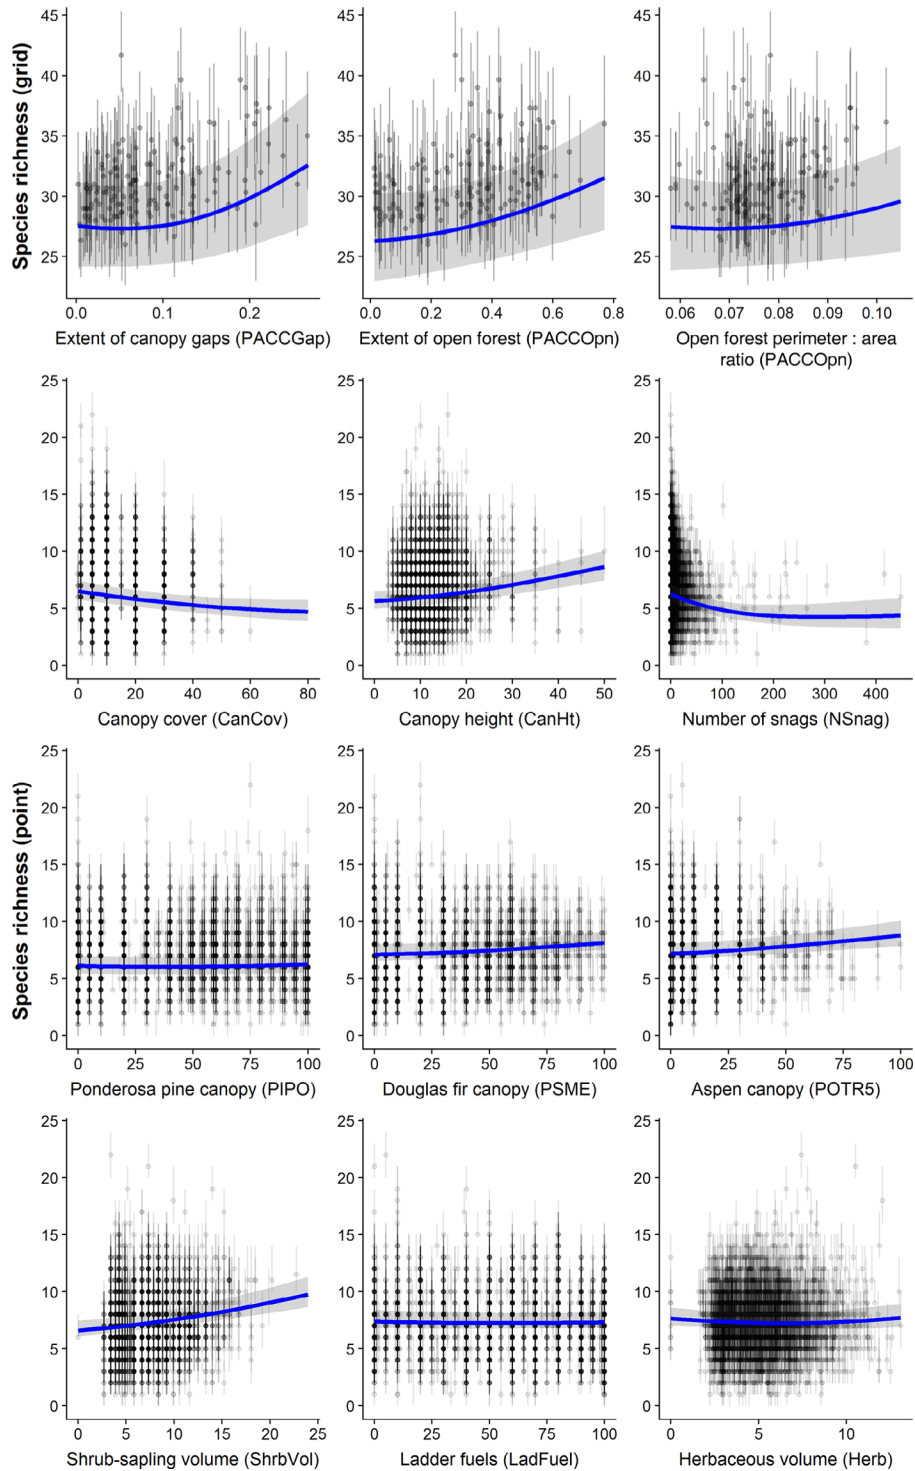 Species richness (grid)
45
40
35
30
25
0.0 0.1 0.2
Extent of canopy gaps (PACCGap)
45
40
35
30
25
0.0 0.2 0.4 0.6 0.8
Extent of open forest (PACCOpn)
45
40
35
30
25
0.06 0.07 0.08 0.09 0.10
Open forest perimeter : area
ratio (PACCOpn)
Species richness (point)
25
20
15
10
5
0
0 20 40 60 80
Canopy cover (CanCov)
25
20
15
10
5
0
0 10 20 30 40 50
Canopy height (CanHt)
25
20
15
10
5
0
0 100 200 300 400
Number of snags (NSnag)
25
20
15
10
5
0
0 25 50 75 100
Ponderosa pine canopy (PIPO)
25
20
15
10
5
0
0 25 50 75 100
Douglas fir canopy (PSME)
25
20
15
10
5
0
0 25 50 75 100
Aspen canopy (POTR5)
25
20
15
10
5
0
0 5 10 15 20 25
Shrub-sapling volume (ShrbVol)
25
20
15
10
5
0
0 25 50 75 100
Ladder fuels (LadFuel)
25
20
15
10
5
0
0 5 10
Herbaceous volume (Herb)